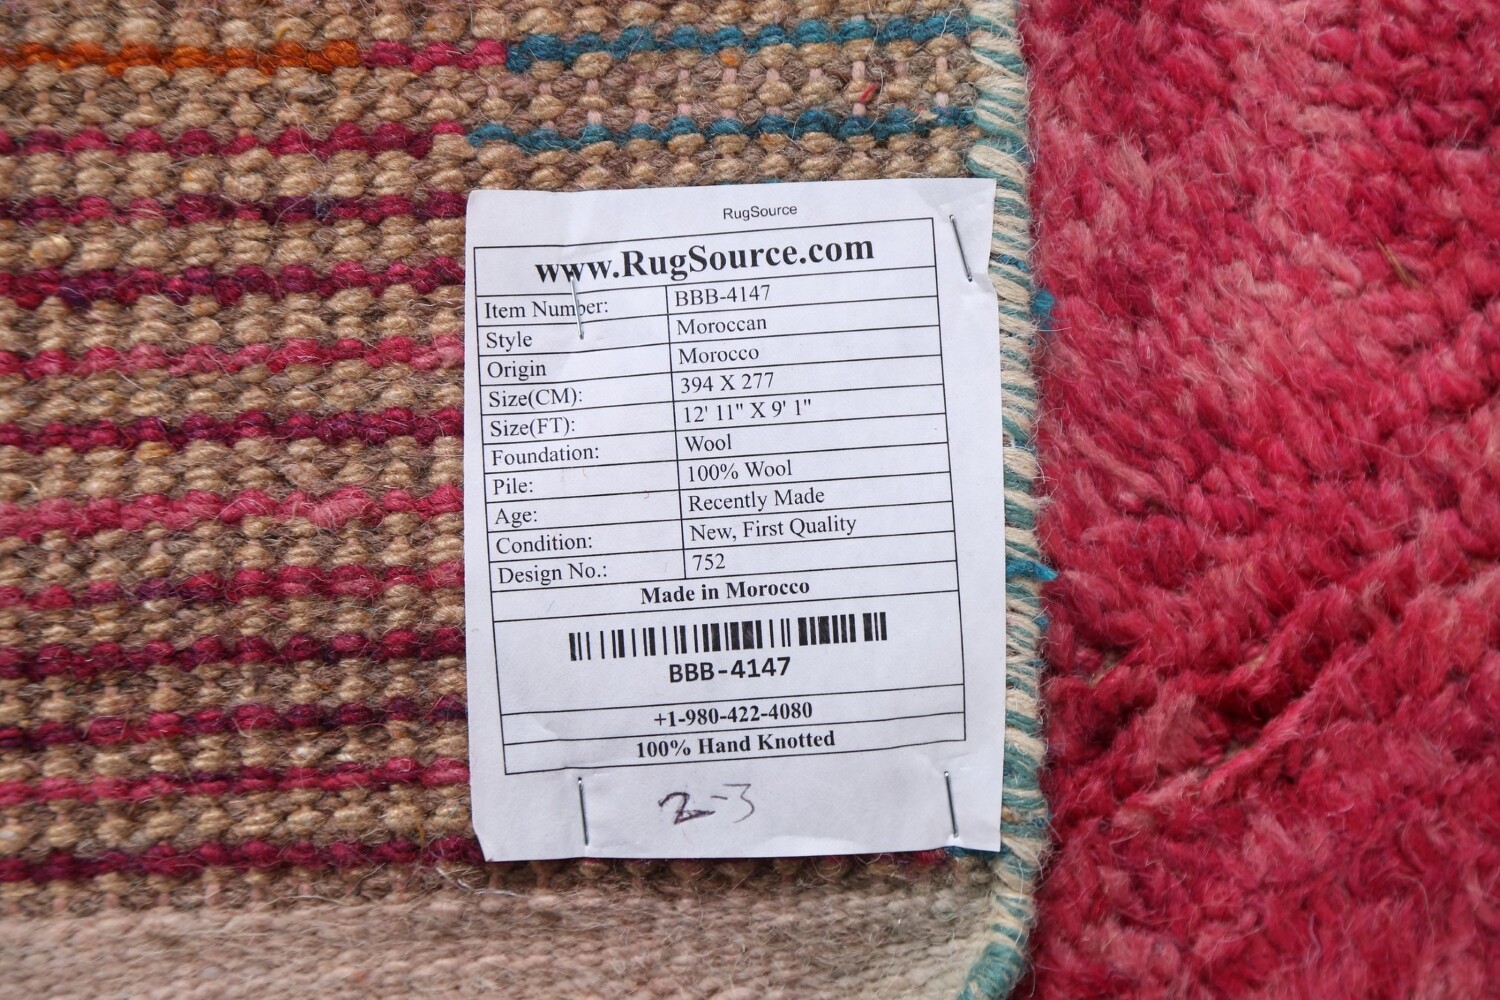 RugSource
www.RugSource.com
Item Number: BBB-4147
Style Moroccan
Origin Morocco
Size(CM): 394 X 277
Size(FT): 12' 11" X 9' 1"
Foundation: Wool
Pile: 100% Wool
Age: Recently Made
Condition: New, First Quality
Design No.: 752
Made in Morocco
BBB-4147
+1-980-422-4080
100% Hand Knotted
2-3